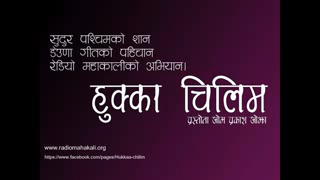 सुदुर पश्चिमको शान
डेउणा गीतको पहिचान
रेडियो महाकालीको अभियान।
हुक्का चिलिम
प्रस्तोता ओम प्रकाश ओझा
www.radiomahakali.org
https://www.facebook.com/pages/Hukkaa-chilim